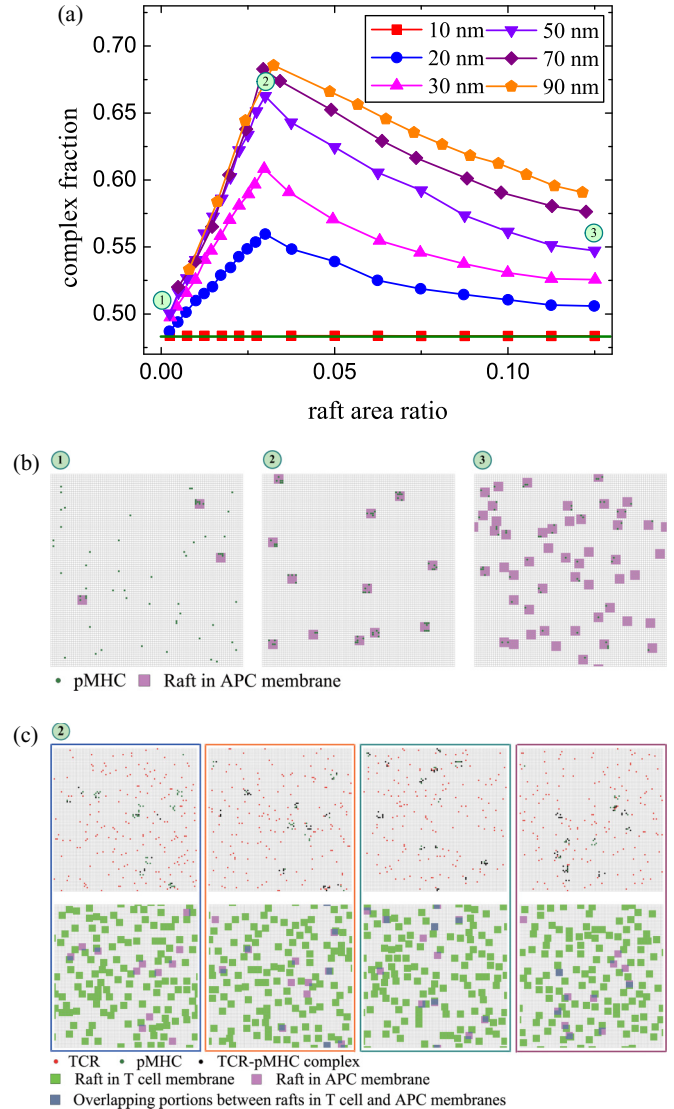 (a)
10 nm
50 nm
20 nm
70 nm
30 nm
90 nm
0.70
0.65
0.60
0.55
0.50
complex fraction
1
2
3
0.00
0.05
0.10
raft area ratio
(b)
1
2
3
pMHC
Raft in APC membrane
(c)
2
TCR
pMHC
TCR-pMHC complex
Raft in T cell membrane
Raft in APC membrane
Overlapping portions between rafts in T cell and APC membranes